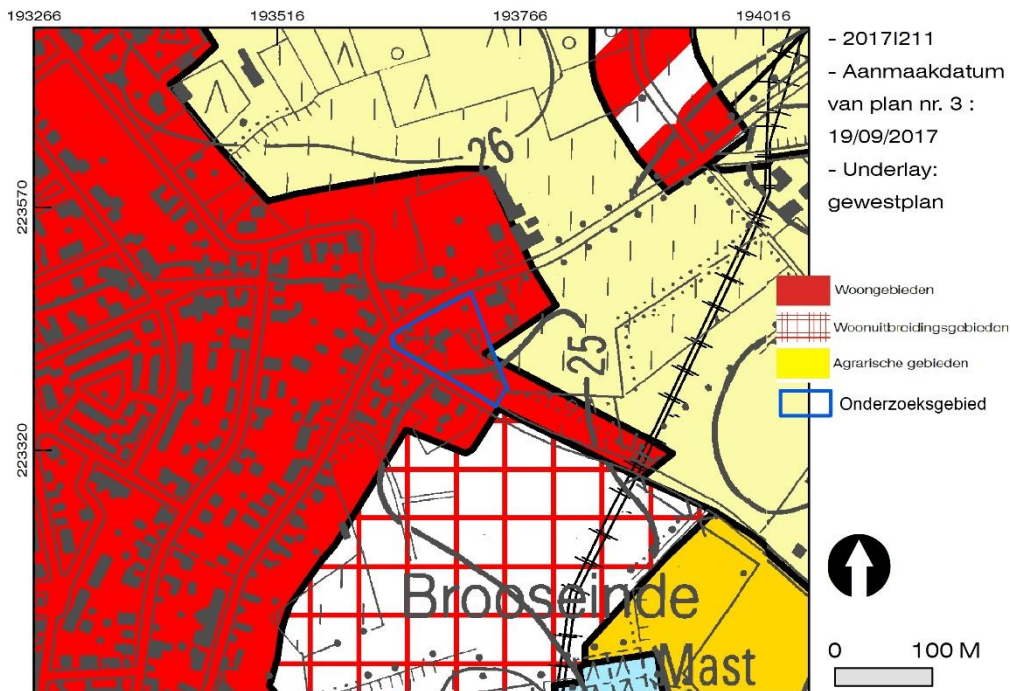 193266 193516 193766 194016
- 2017I211
- Aanmaakdatum
van plan nr. 3 :
19/09/2017
- Underlay:
gewestplan
26
223570
Woongebieden
Woonuitbreidingsgebieden
25
Agrarische gebieden
Onderzoeksgebied
223320
Brooseinde
Mast
0 100 M